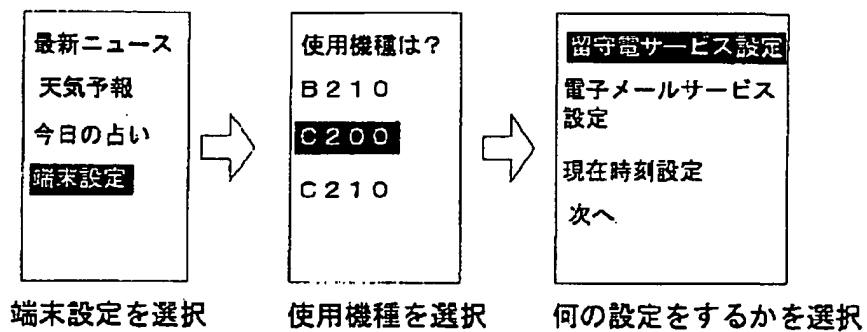 最新ニュース
天気予報
今日の占い
端末設定
端末設定を選択
使用機種は？
B210
C200
C210
使用機種を選択
留守電サービス設定
電子メールサービス
設定
現在時刻設定
次へ
何の設定をするかを選択